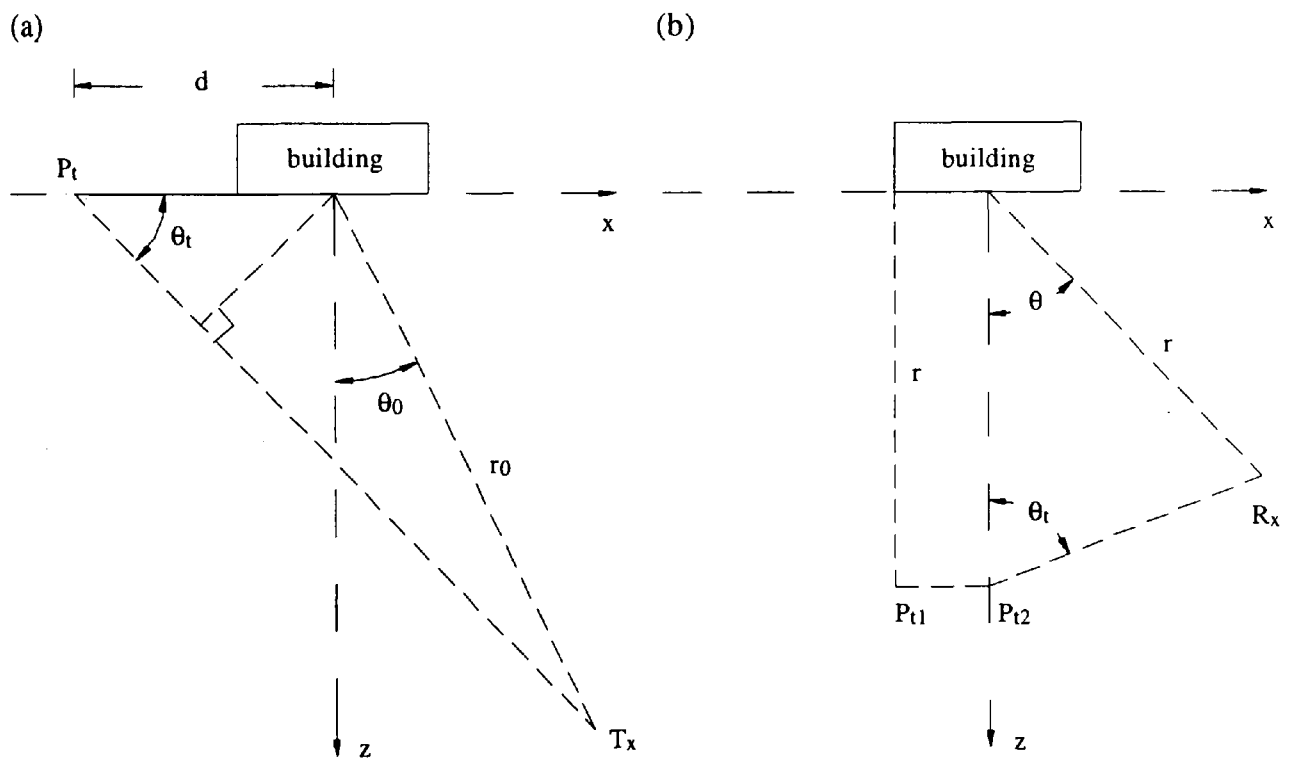 (a)
d
building
Pt
x
θt
θ0
r0
Tx
z
(b)
building
x
θ
r
r
θt
Rx
Pt1
Pt2
z